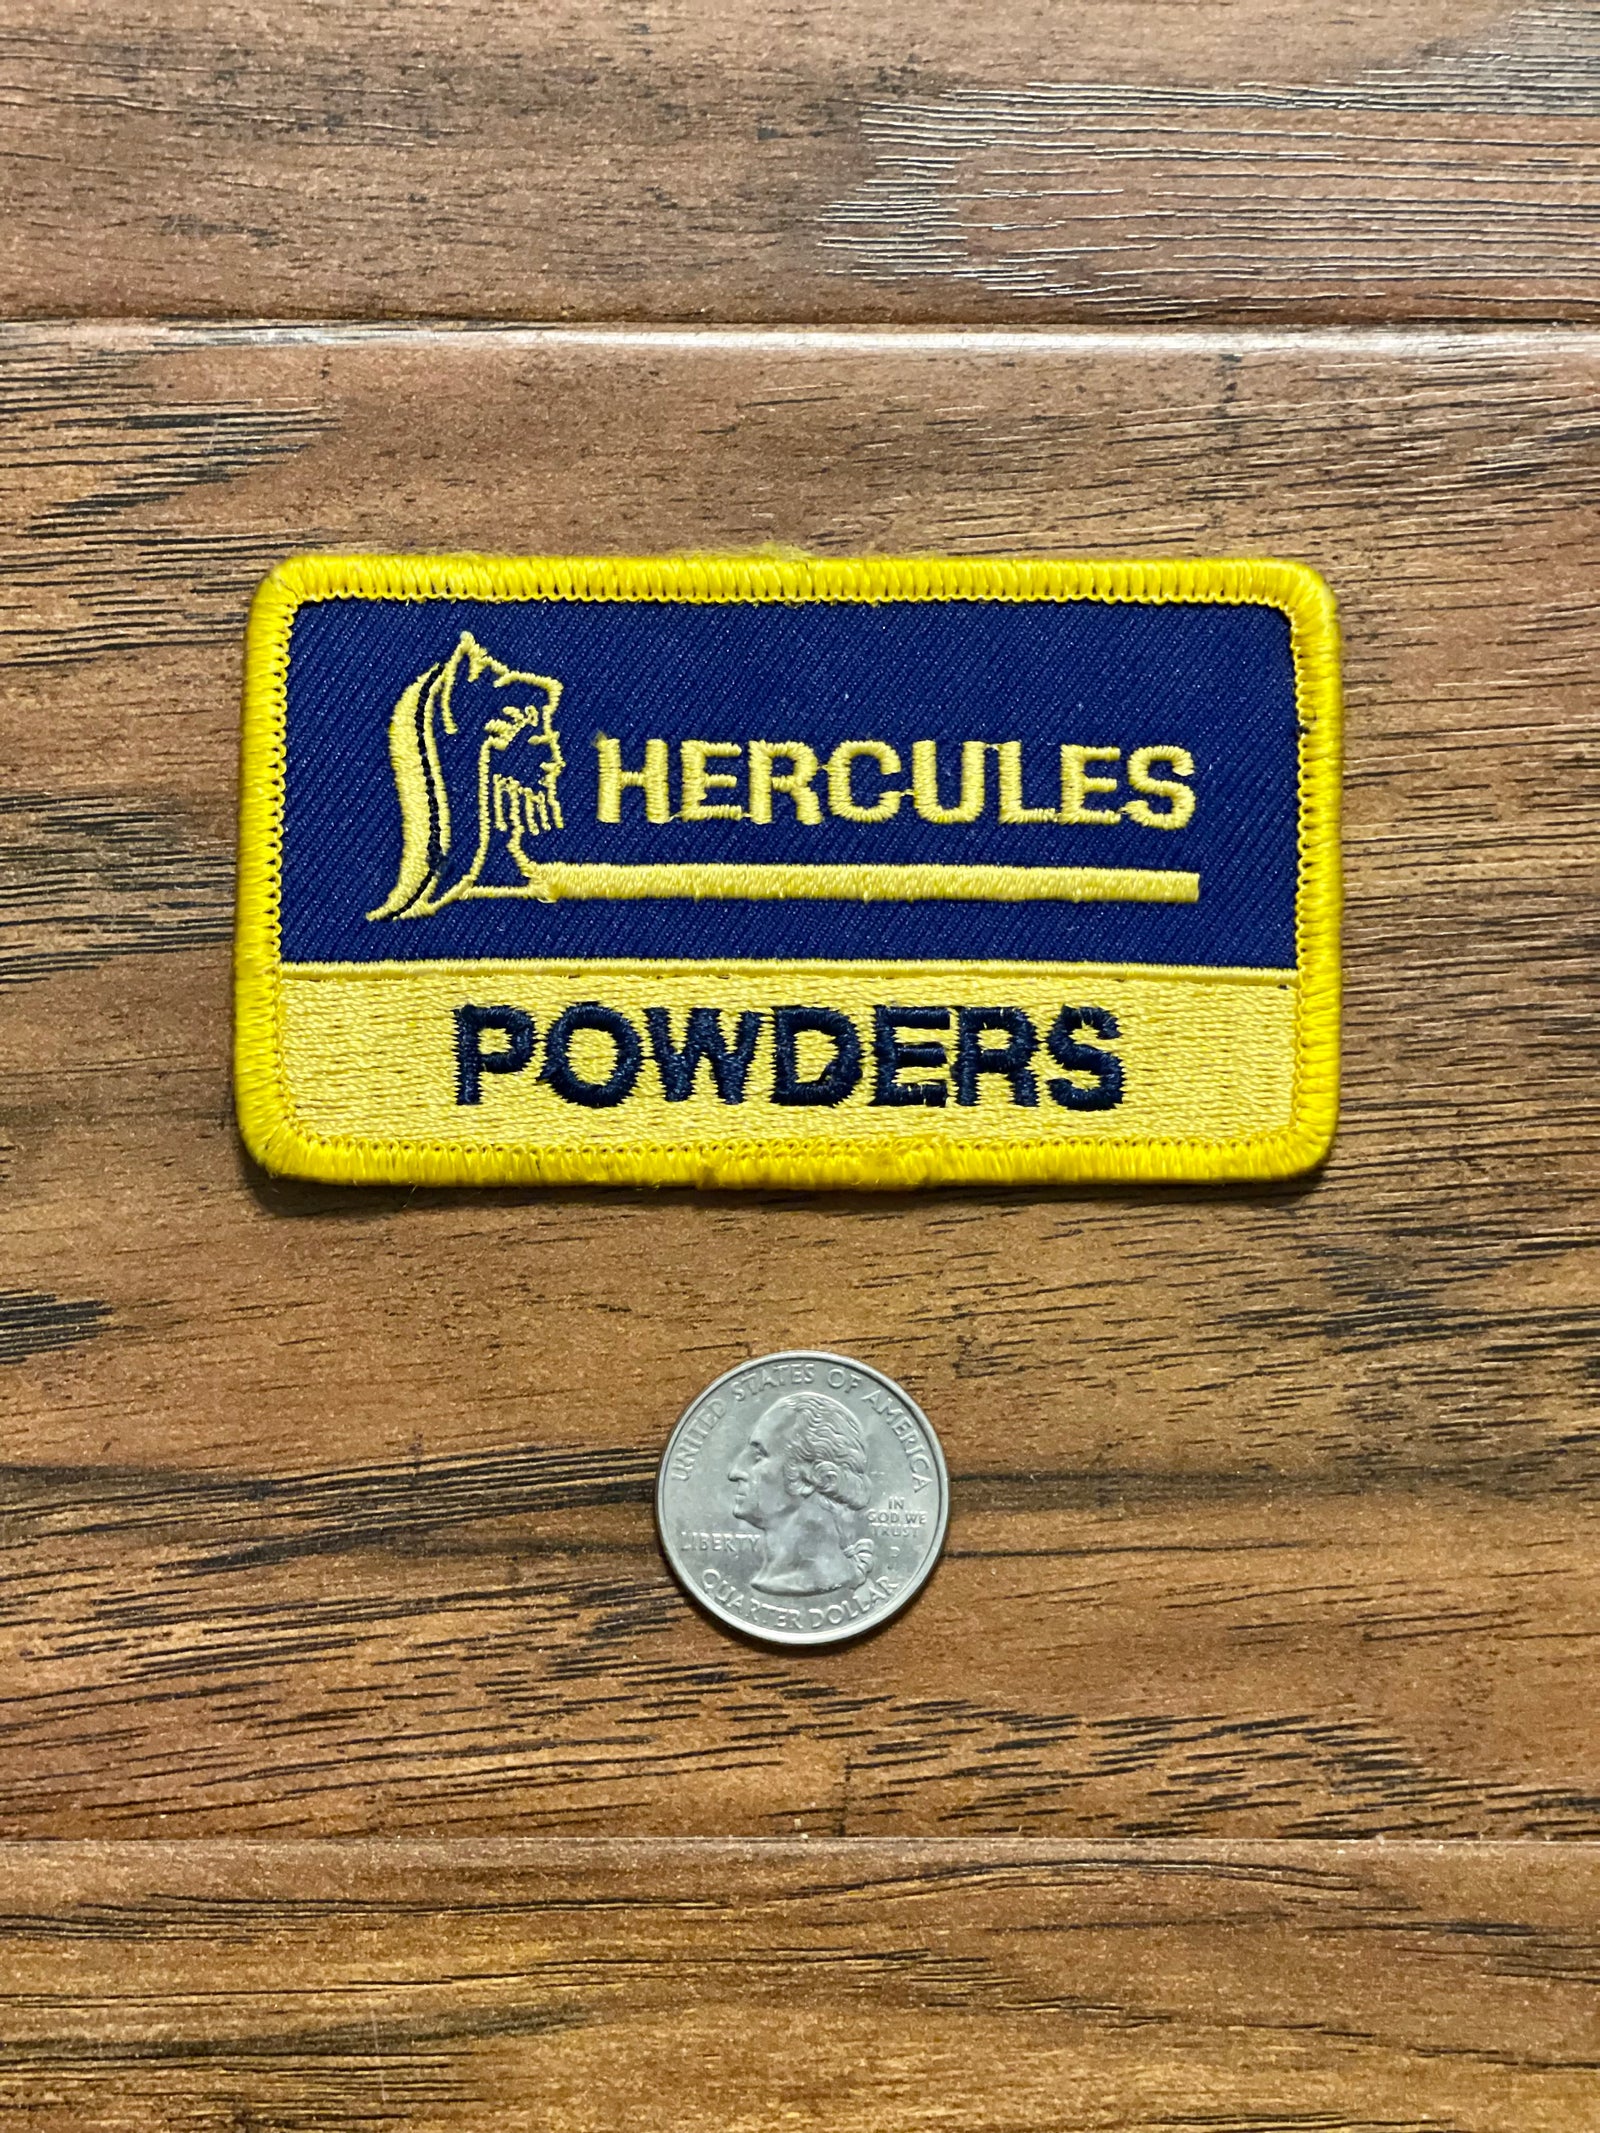 HERCULES
POWDERS
UNITED STATES OF AMERICA
LIBERTY
IN
GOD WE
TRUST
P
QUARTER DOLLAR